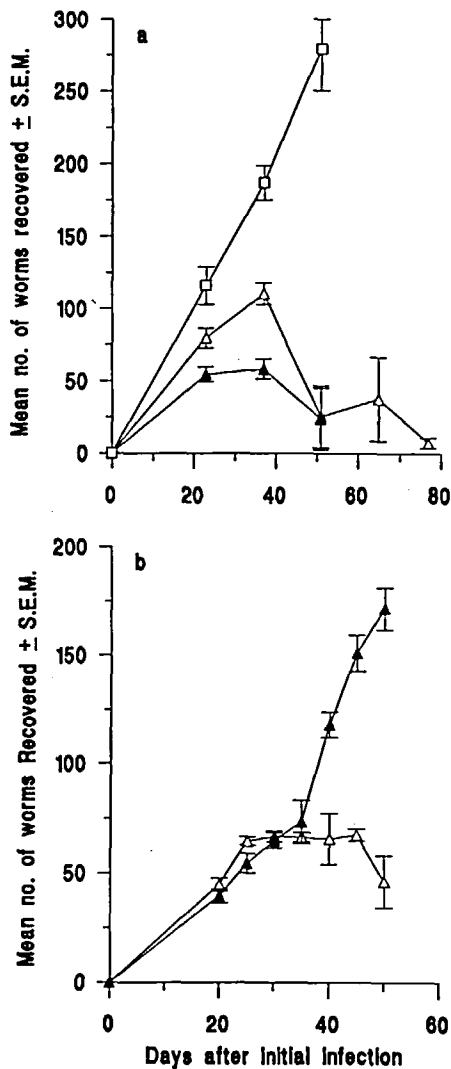 a
Mean no. of worms recovered ± S.E.M.
300
250
200
150
100
50
0
0 20 40 60 80
b
Mean no. of worms Recovered ± S.E.M.
200
150
100
50
0
0 20 40 60
Days after initial infection